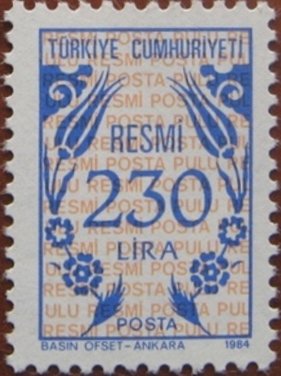 TÜRKİYE CUMHURİYETİ
RESMİ
230
LİRA
POSTA
BASIN OFSET-ANKARA 1984